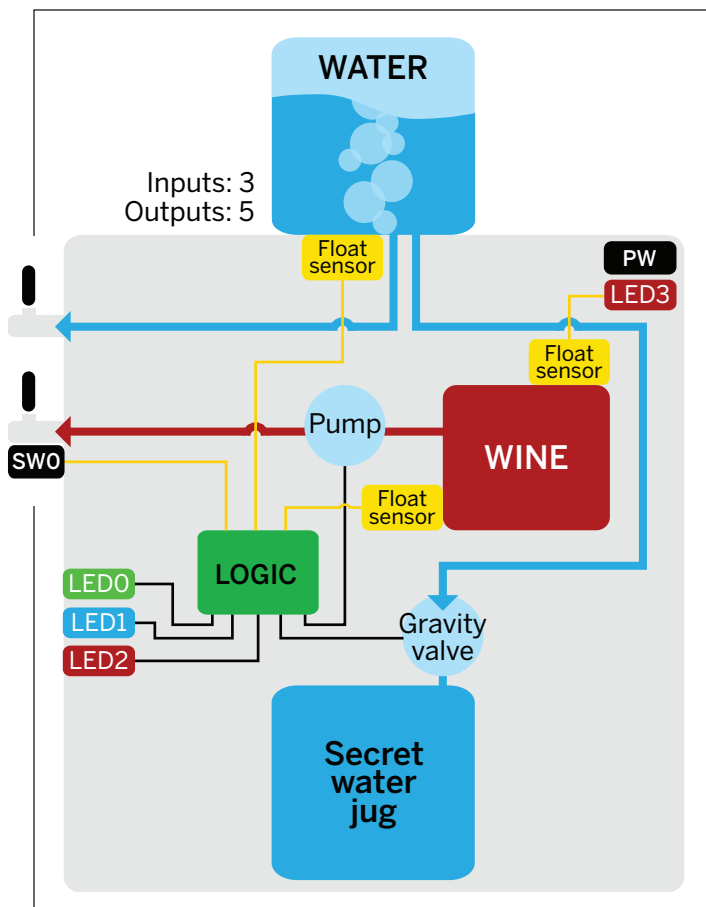 WATER
Inputs: 3
Outputs: 5
Float
sensor
PW
LED3
Float
sensor
Pump
WINE
SW0
Float
sensor
LOGIC
LED0
LED1
LED2
Gravity
valve
Secret
water
jug